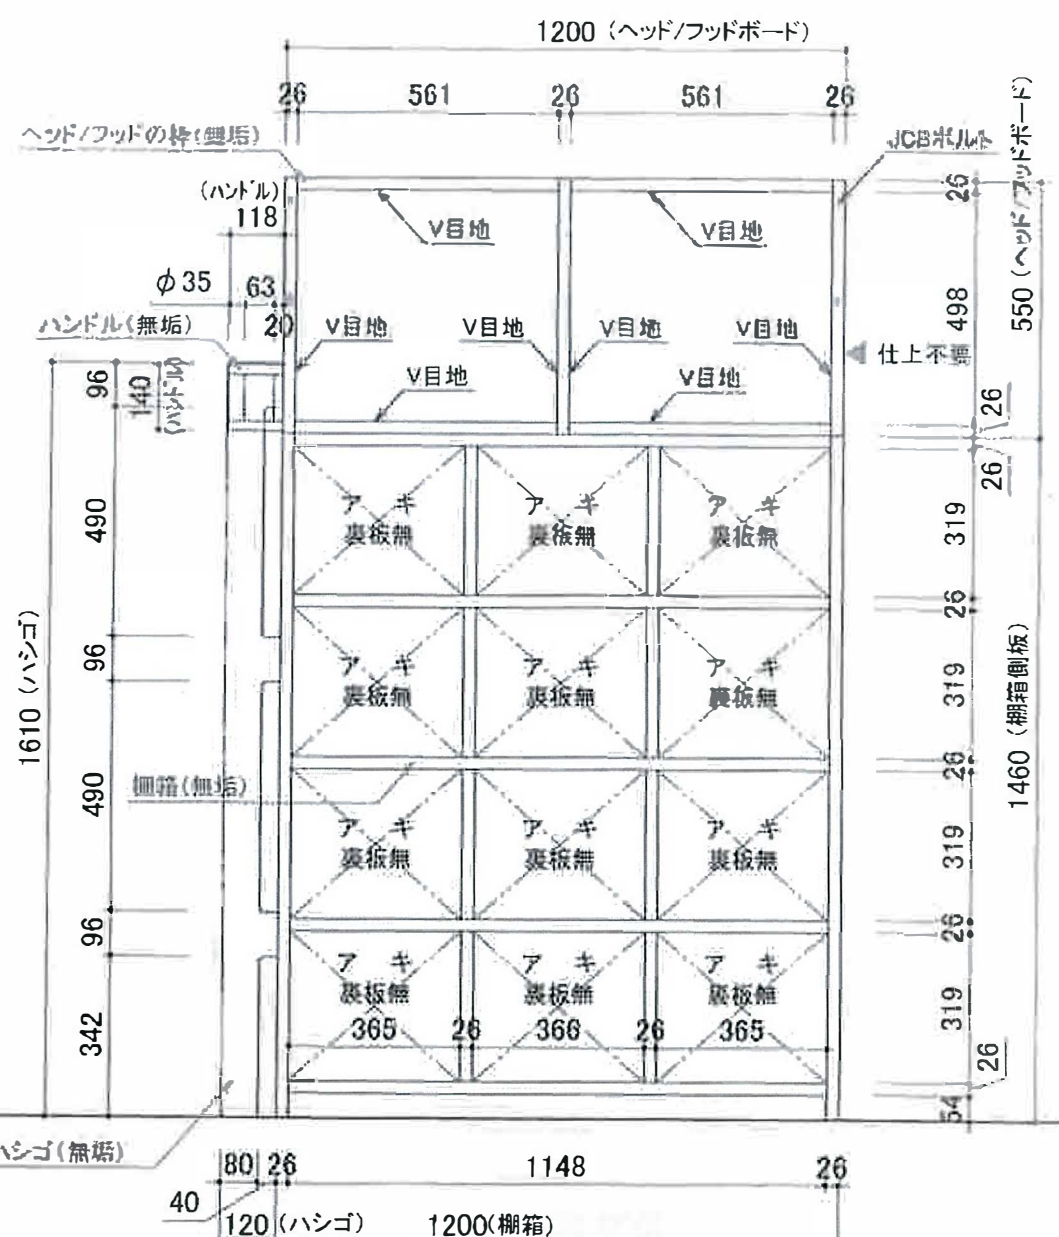 1200 (ヘッド/フッドボード)
26 561 26 561 26
ヘッド/フッドの枠(無垢)
JCBボルト
(ハンドル)
118
V目地 V目地
26
550 (ヘッド/フッドボード)
φ35 63
20
ハンドル(無垢)
V目地 V目地 V目地 V目地
498
仕上不要
96
140
(ハンドル)
V目地 V目地
26
26
490
ア キ ア キ ア キ
裏板無 裏板無 裏板無
319
26
1610 (ハシゴ)
96
ア キ ア キ ア キ
裏板無 裏板無 裏板無
319
1460 (棚箱側板)
26
490
棚箱(無垢)
ア キ ア キ ア キ
裏板無 裏板無 裏板無
319
96
26
ア キ ア キ ア キ
裏板無 裏板無 裏板無
319
342
365 26 366 26 365
26
54
ハシゴ(無垢)
80 26 1148 26
40
120 (ハシゴ) 1200(棚箱)